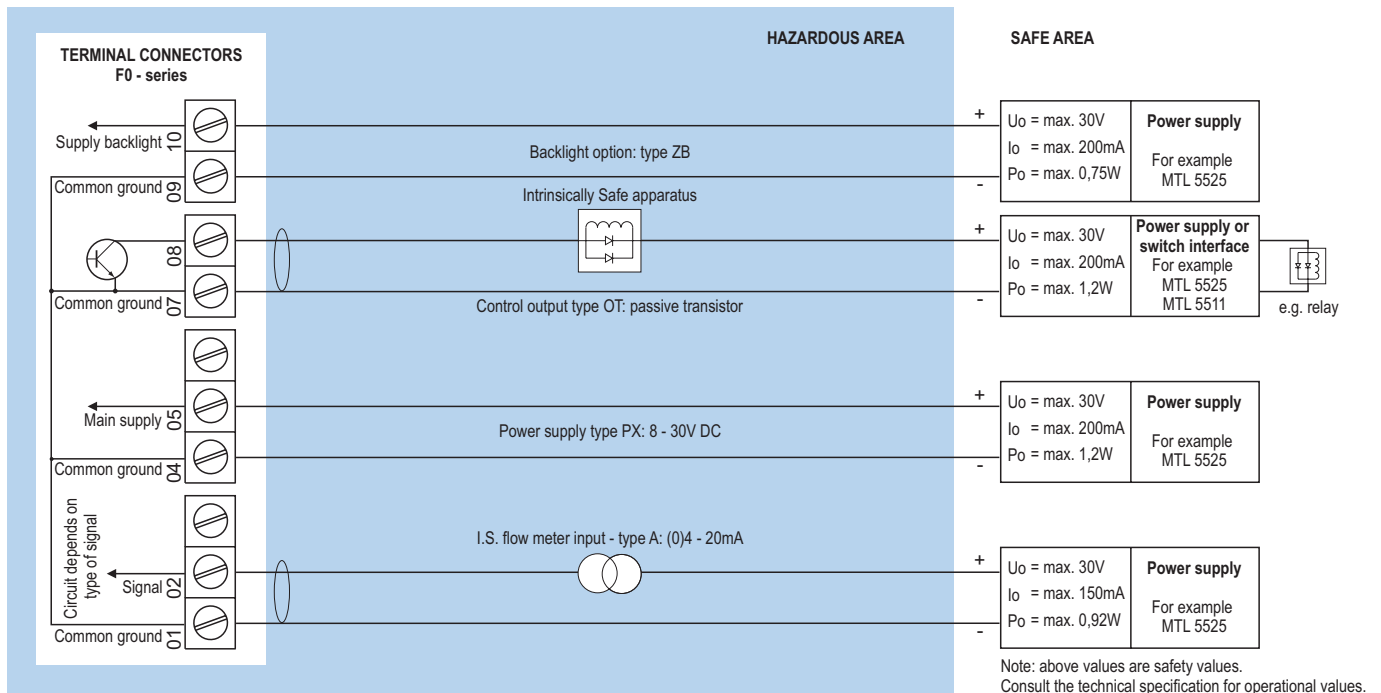 HAZARDOUS AREA
SAFE AREA
TERMINAL CONNECTORS
F0 - series
Supply backlight
10
Common ground
09
Backlight option: type ZB
+
-
Uo = max. 30V
Io = max. 200mA
Po = max. 0,75W
Power supply
For example
MTL 5525
Intrinsically Safe apparatus
08
Common ground
07
Control output type OT: passive transistor
+
-
Uo = max. 30V
Io = max. 200mA
Po = max. 1,2W
Power supply or
switch interface
For example
MTL 5525
MTL 5511
e.g. relay
Main supply
05
Common ground
04
Power supply type PX: 8 - 30V DC
+
-
Uo = max. 30V
Io = max. 200mA
Po = max. 1,2W
Power supply
For example
MTL 5525
Circuit depends on
type of signal
Signal
02
Common ground
01
I.S. flow meter input - type A: (0)4 - 20mA
+
-
Uo = max. 30V
Io = max. 150mA
Po = max. 0,92W
Power supply
For example
MTL 5525
Note: above values are safety values.
Consult the technical specification for operational values.